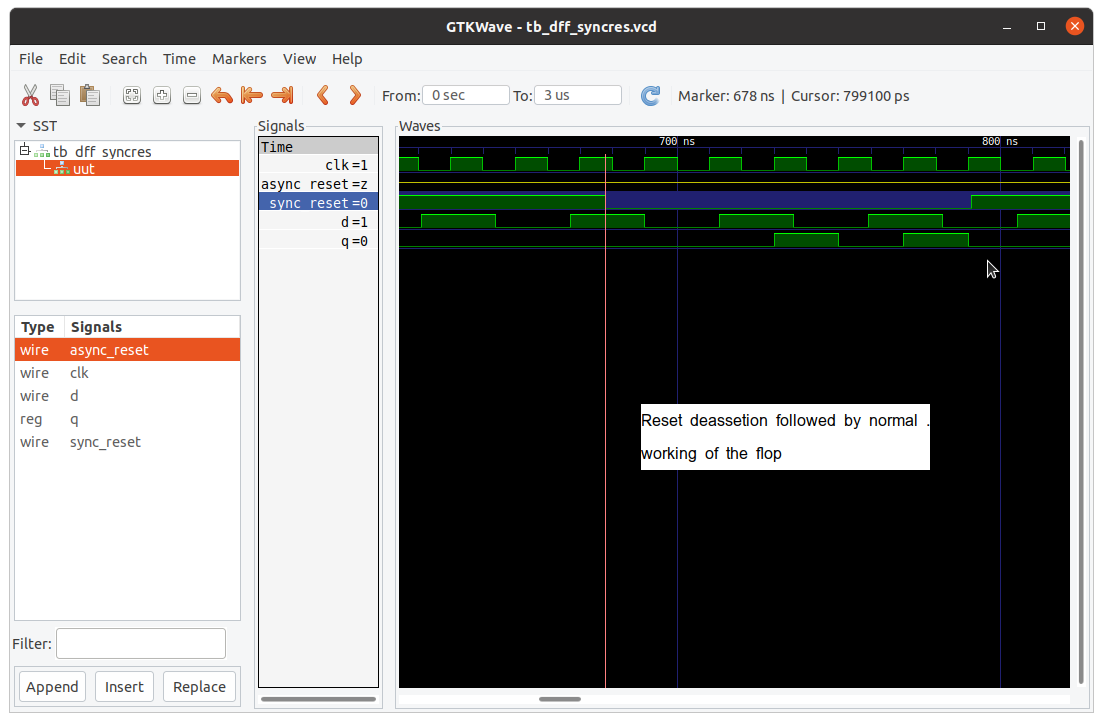 GTKWave - tb_dff_syncres.vcd
File Edit Search Time Markers View Help
From: 0 sec To: 3 us Marker: 678 ns | Cursor: 799100 ps
SST
tb_dff_syncres
uut
Type Signals
wire async_reset
wire clk
wire d
reg q
wire sync_reset
Filter:
Append Insert Replace
Signals
Time
clk=1
async_reset=z
sync_reset=0
d=1
q=0
Waves
700 ns 800 ns
Reset deassetion followed by normal .
working of the flop